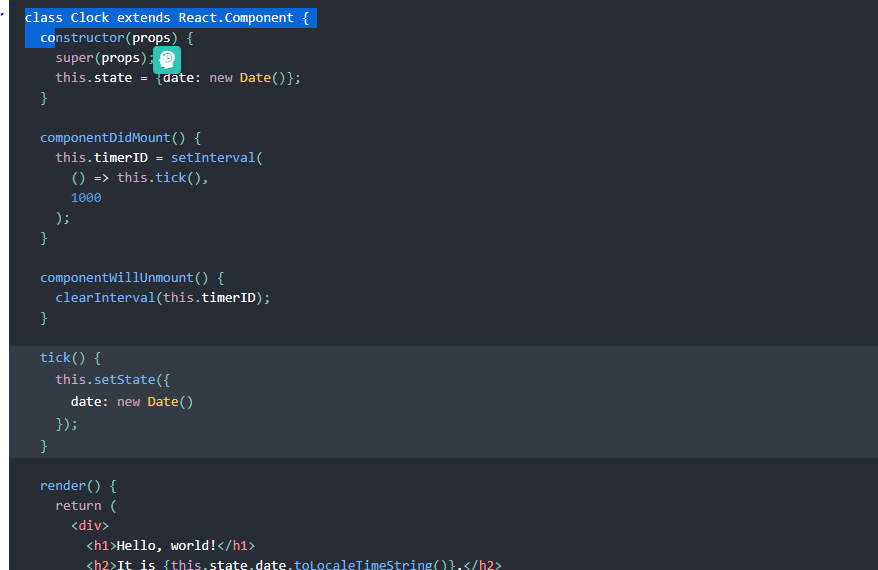 class Clock extends React.Component {
  constructor(props) {
    super(props);
    this.state = {date: new Date()};
  }

  componentDidMount() {
    this.timerID = setInterval(
      () => this.tick(),
      1000
    );
  }

  componentWillUnmount() {
    clearInterval(this.timerID);
  }

  tick() {
    this.setState({
      date: new Date()
    });
  }

  render() {
    return (
      <div>
        <h1>Hello, world!</h1>
        <h2>It is {this.state.date.toLocaleTimeString()}.</h2>